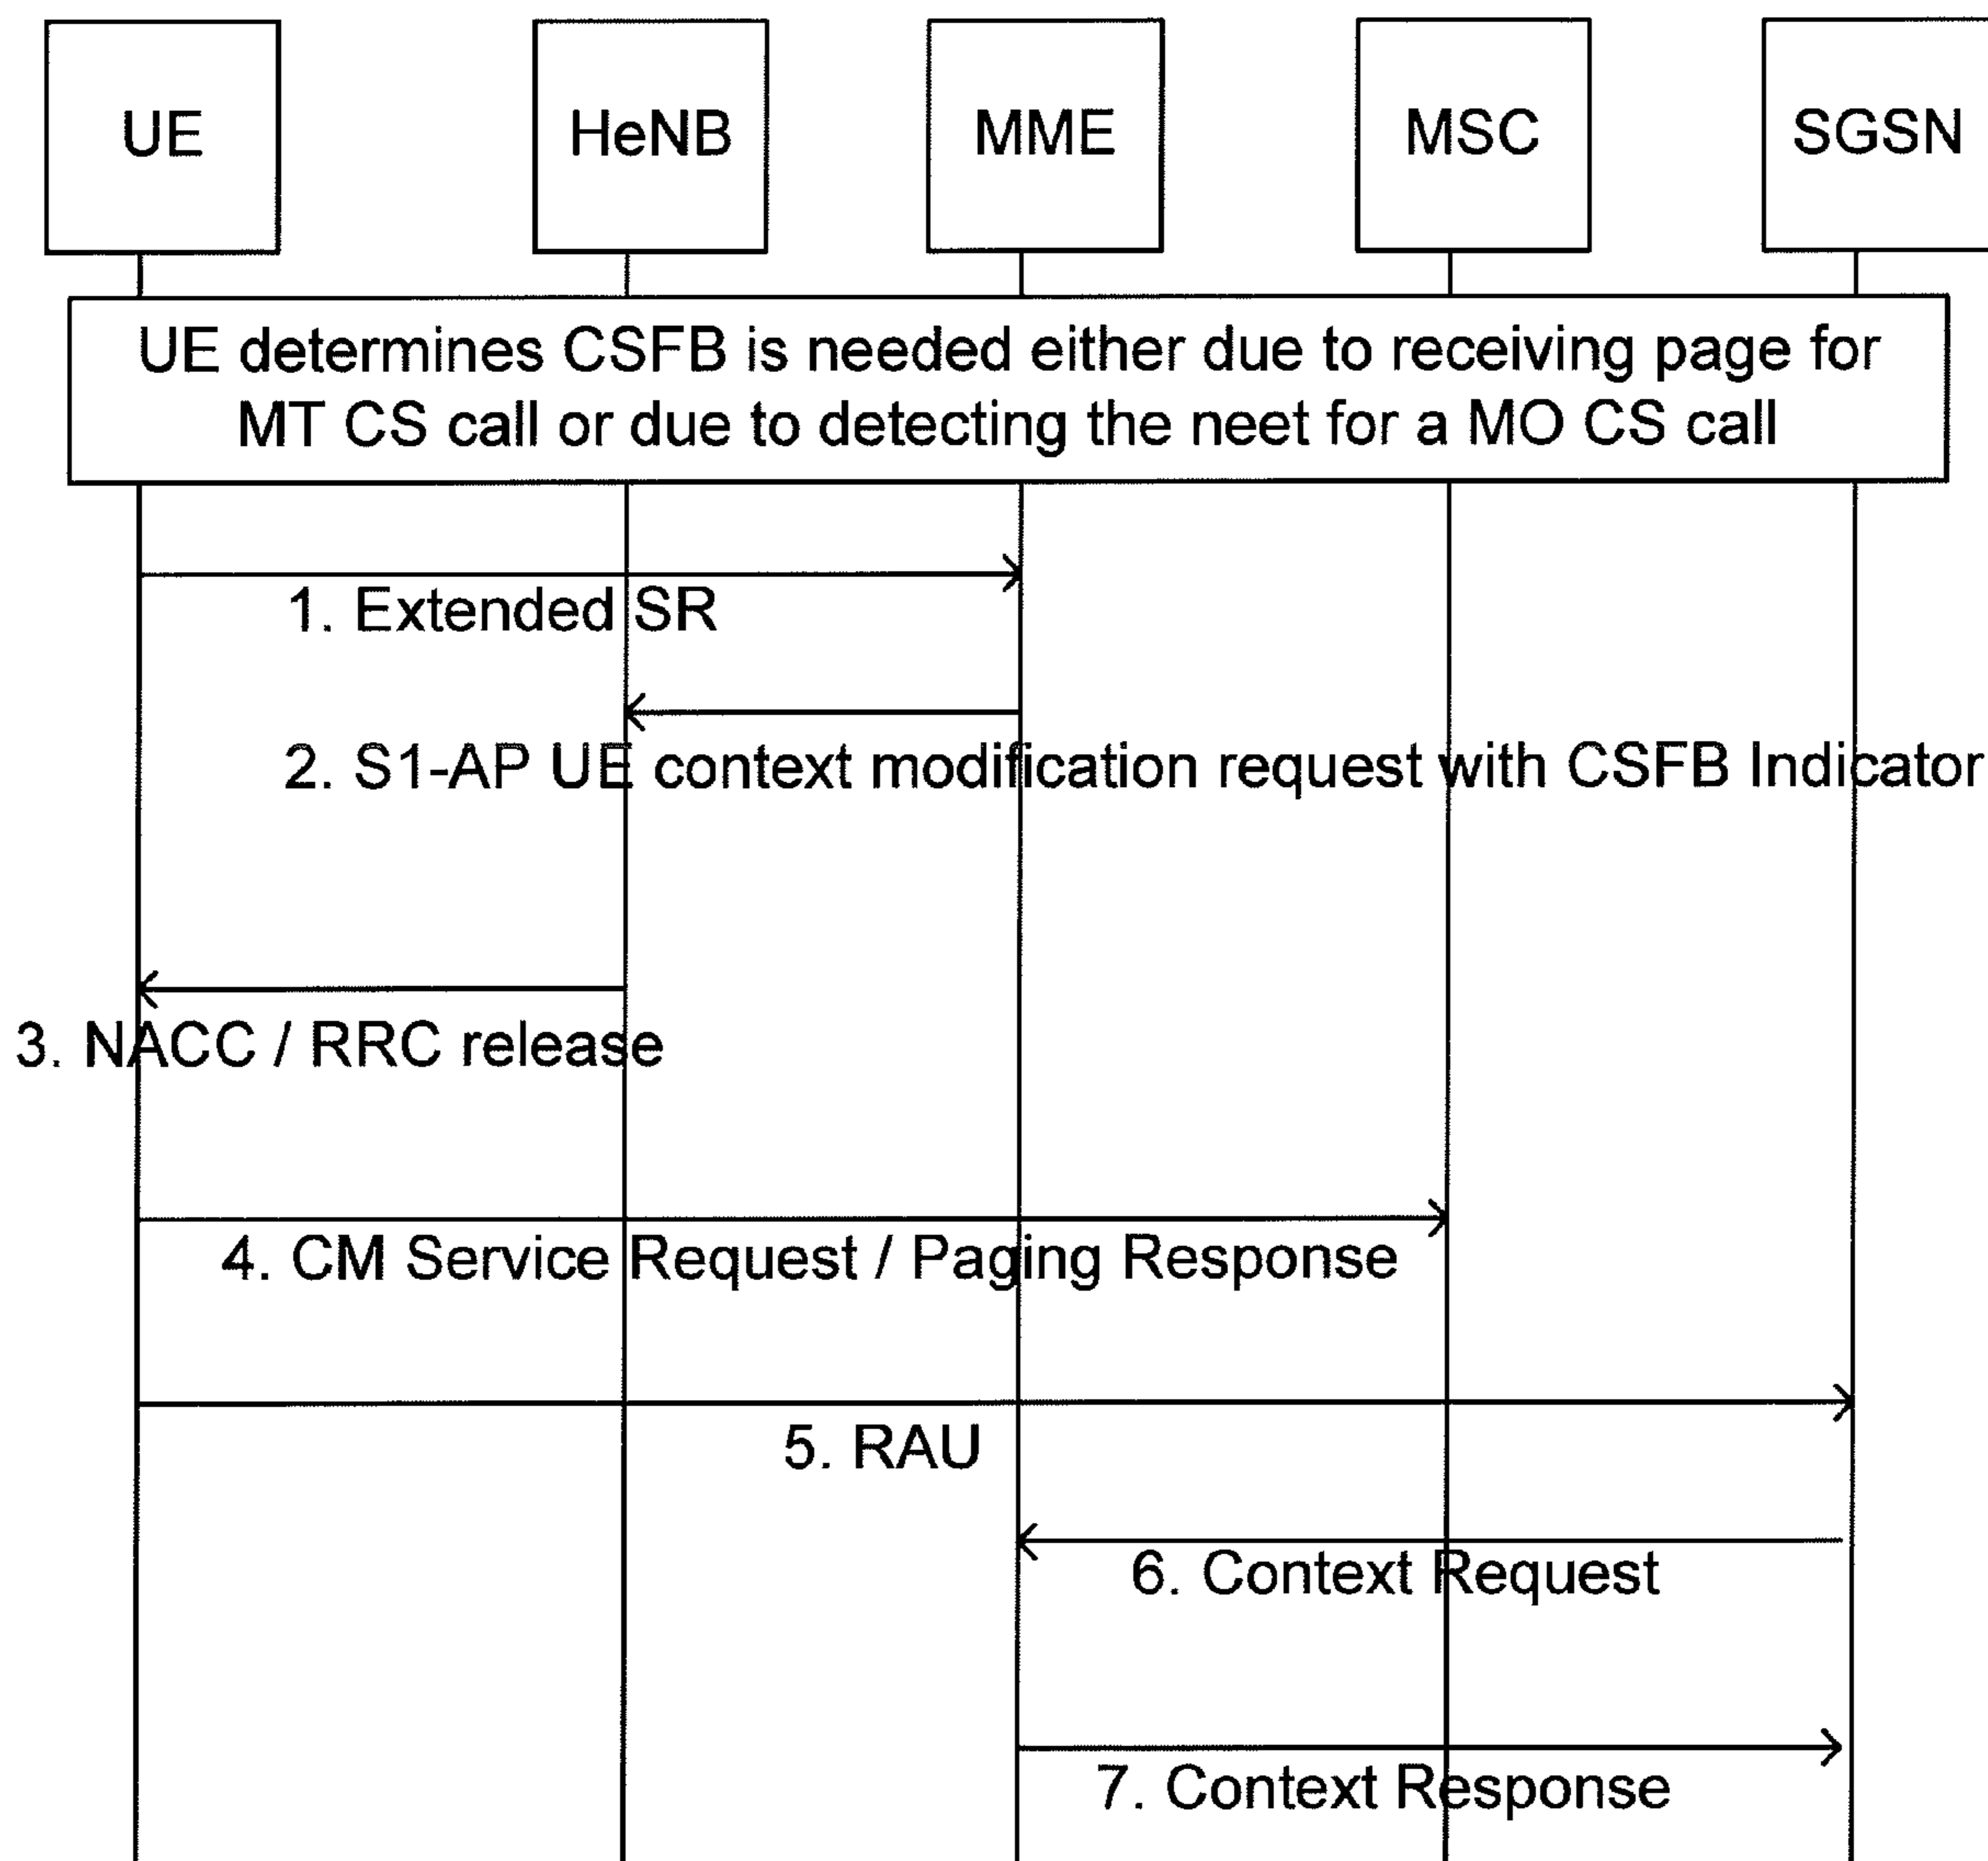 UE
HeNB
MME
MSC
SGSN
UE determines CSFB is needed either due to receiving page for
MT CS call or due to detecting the neet for a MO CS call
1. Extended SR
2. S1-AP UE context modification request with CSFB Indicator
3. NACC / RRC release
4. CM Service Request / Paging Response
5. RAU
6. Context Request
7. Context Response